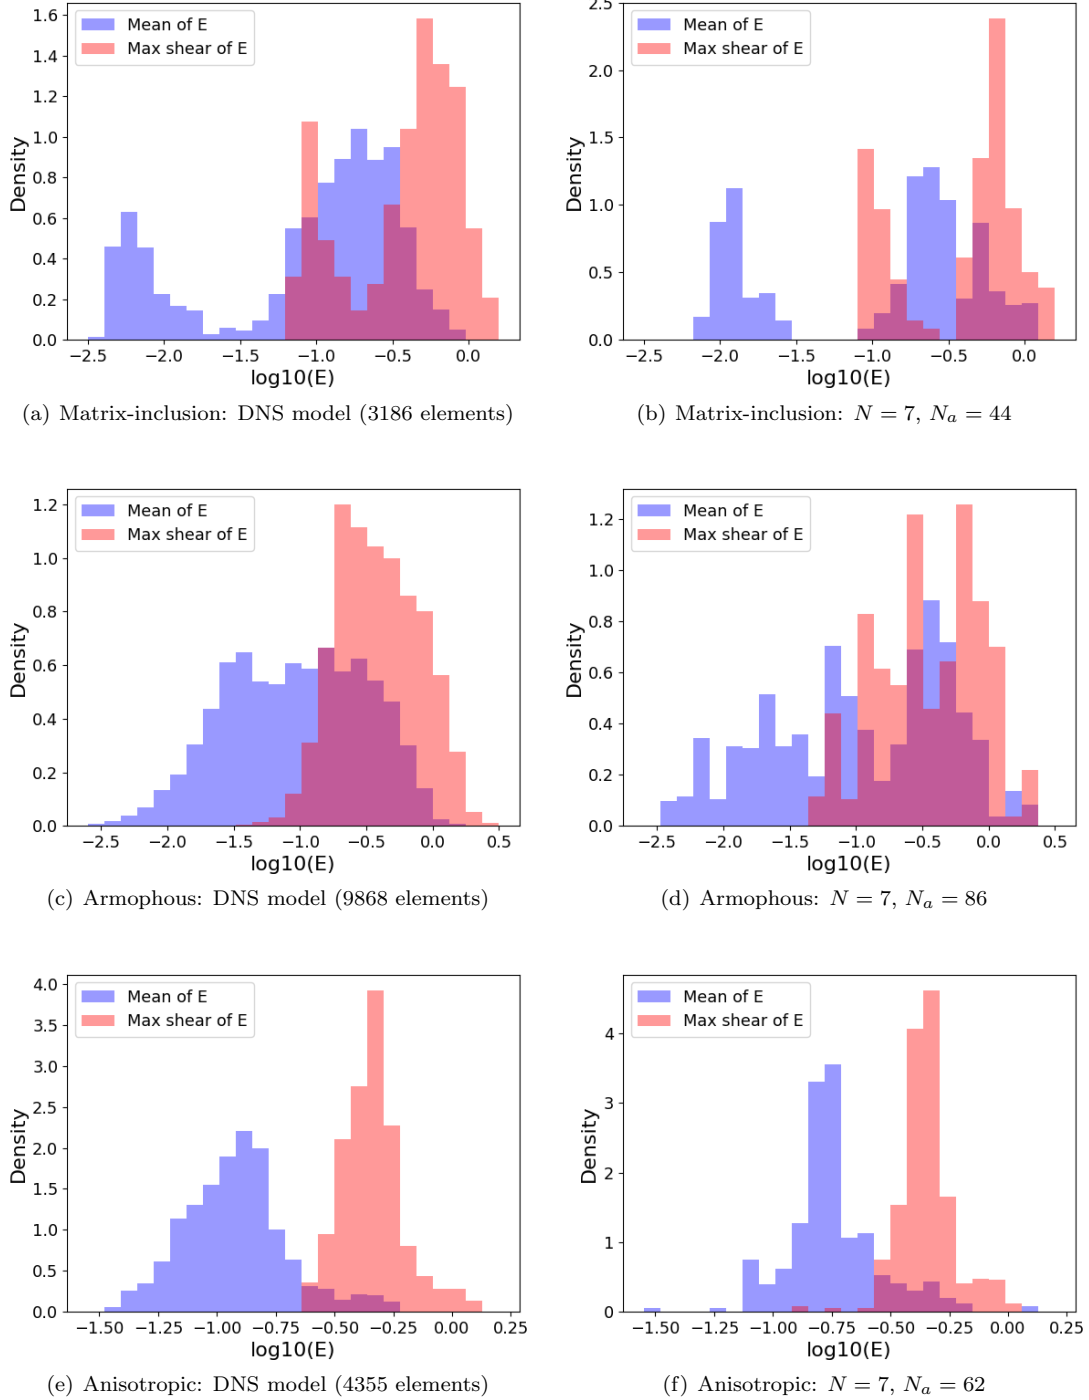 Mean of E
Max shear of E
1.6
1.4
1.2
1.0
0.8
0.6
0.4
0.2
0.0
Density
−2.5 −2.0 −1.5 −1.0 −0.5 0.0
log10(E)
(a) Matrix-inclusion: DNS model (3186 elements)
Mean of E
Max shear of E
2.5
2.0
1.5
1.0
0.5
0.0
Density
−2.5 −2.0 −1.5 −1.0 −0.5 0.0
log10(E)
(b) Matrix-inclusion: N = 7, Nₐ = 44
Mean of E
Max shear of E
1.2
1.0
0.8
0.6
0.4
0.2
0.0
Density
−2.5 −2.0 −1.5 −1.0 −0.5 0.0 0.5
log10(E)
(c) Armophous: DNS model (9868 elements)
Mean of E
Max shear of E
1.2
1.0
0.8
0.6
0.4
0.2
0.0
Density
−2.5 −2.0 −1.5 −1.0 −0.5 0.0 0.5
log10(E)
(d) Armophous: N = 7, Nₐ = 86
Mean of E
Max shear of E
4.0
3.5
3.0
2.5
2.0
1.5
1.0
0.5
0.0
Density
−1.50 −1.25 −1.00 −0.75 −0.50 −0.25 0.00 0.25
log10(E)
(e) Anisotropic: DNS model (4355 elements)
Mean of E
Max shear of E
4
3
2
1
0
Density
−1.50 −1.25 −1.00 −0.75 −0.50 −0.25 0.00 0.25
log10(E)
(f) Anisotropic: N = 7, Nₐ = 62